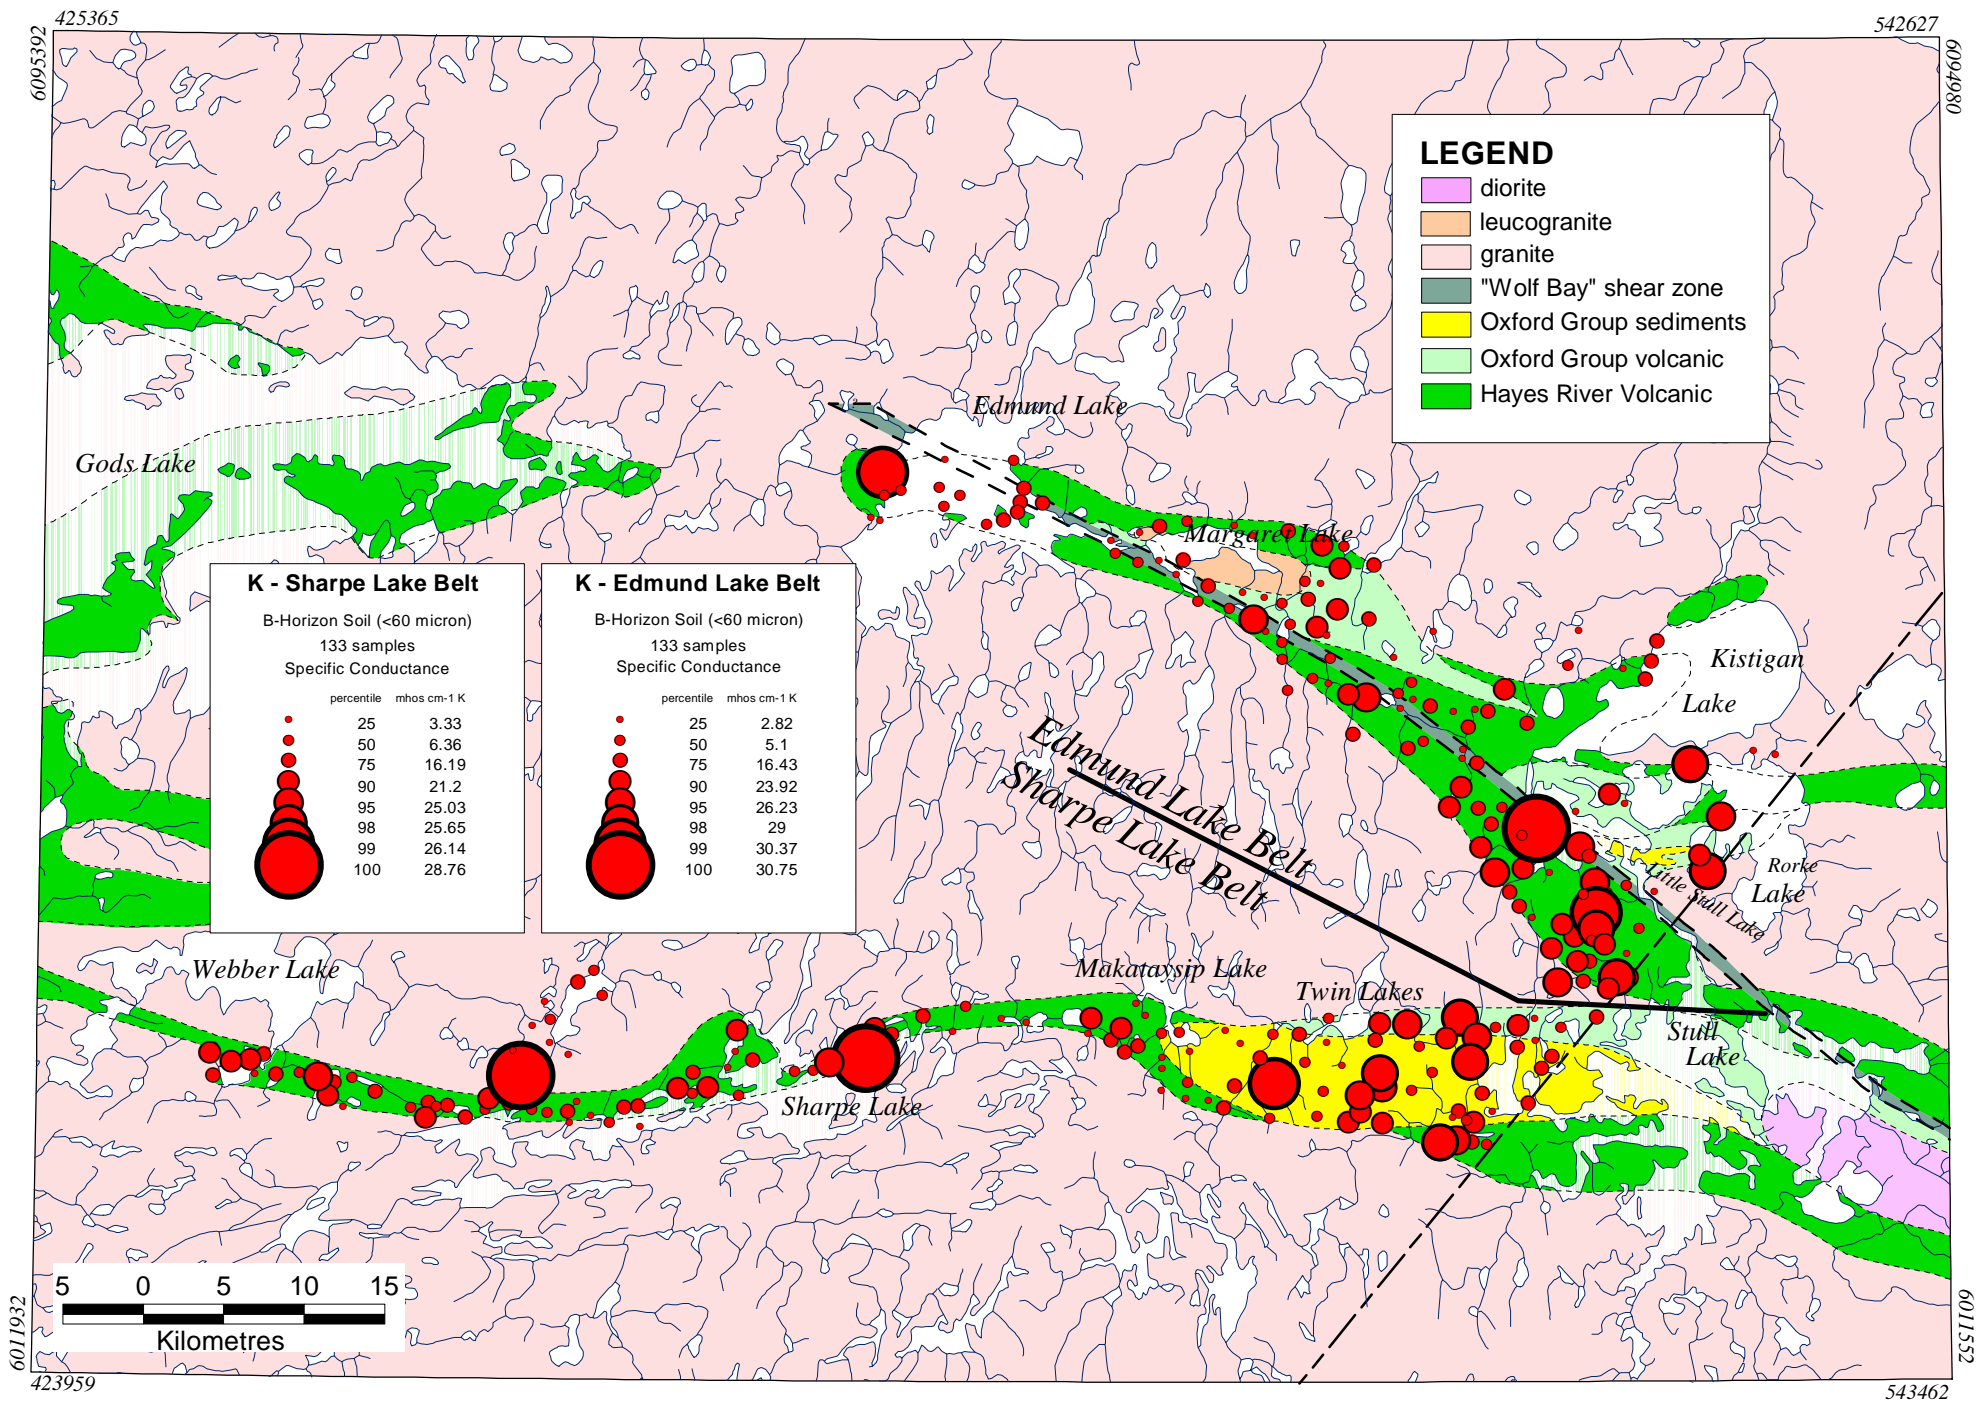 425365
542627
6095392
6094980
LEGEND
diorite
leucogranite
granite
"Wolf Bay" shear zone
Oxford Group sediments
Oxford Group volcanic
Hayes River Volcanic
Edmund Lake
Gods Lake
Margaret Lake
K - Sharpe Lake Belt
B-Horizon Soil (<60 micron)
133 samples
Specific Conductance
percentile mhos cm-1 K
25 3.33
50 6.36
75 16.19
90 21.2
95 25.03
98 25.65
99 26.14
100 28.76
K - Edmund Lake Belt
B-Horizon Soil (<60 micron)
133 samples
Specific Conductance
percentile mhos cm-1 K
25 2.82
50 5.1
75 16.43
90 23.92
95 26.23
98 29
99 30.37
100 30.75
Kistigan
Lake
Edmund Lake Belt
Sharpe Lake Belt
Rorke
Lake
Little Stull Lake
Webber Lake
Makataysip Lake
Twin Lakes
Stull
Lake
Sharpe Lake
5 0 5 10 15
Kilometres
6011932
6011552
423959
543462